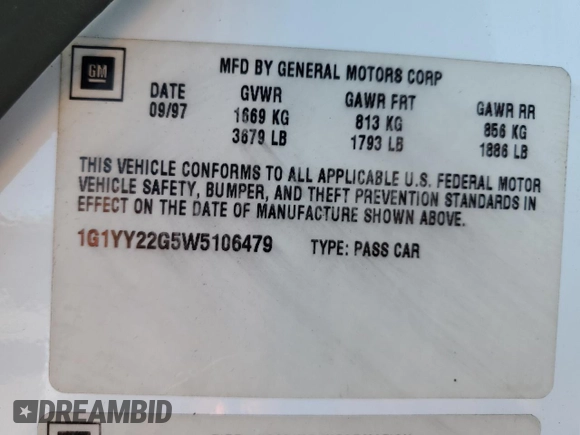 GM
MFD BY GENERAL MOTORS CORP
DATE GVWR GAWR FRT GAWR RR
09/97 1669 KG 813 KG 856 KG
3679 LB 1793 LB 1886 LB
THIS VEHICLE CONFORMS TO ALL APPLICABLE U.S. FEDERAL MOTOR
VEHICLE SAFETY, BUMPER, AND THEFT PREVENTION STANDARDS IN
EFFECT ON THE DATE OF MANUFACTURE SHOWN ABOVE.
1G1YY22G5W5106479 TYPE: PASS CAR
DREAMBID